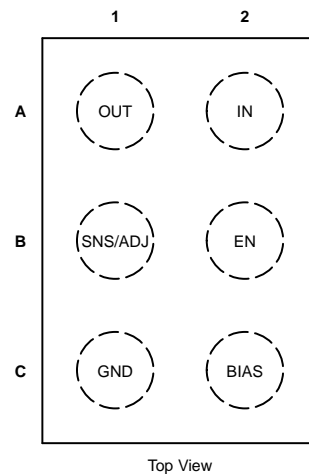 1 2
A OUT IN
B SNS/ADJ EN
C GND BIAS
Top View